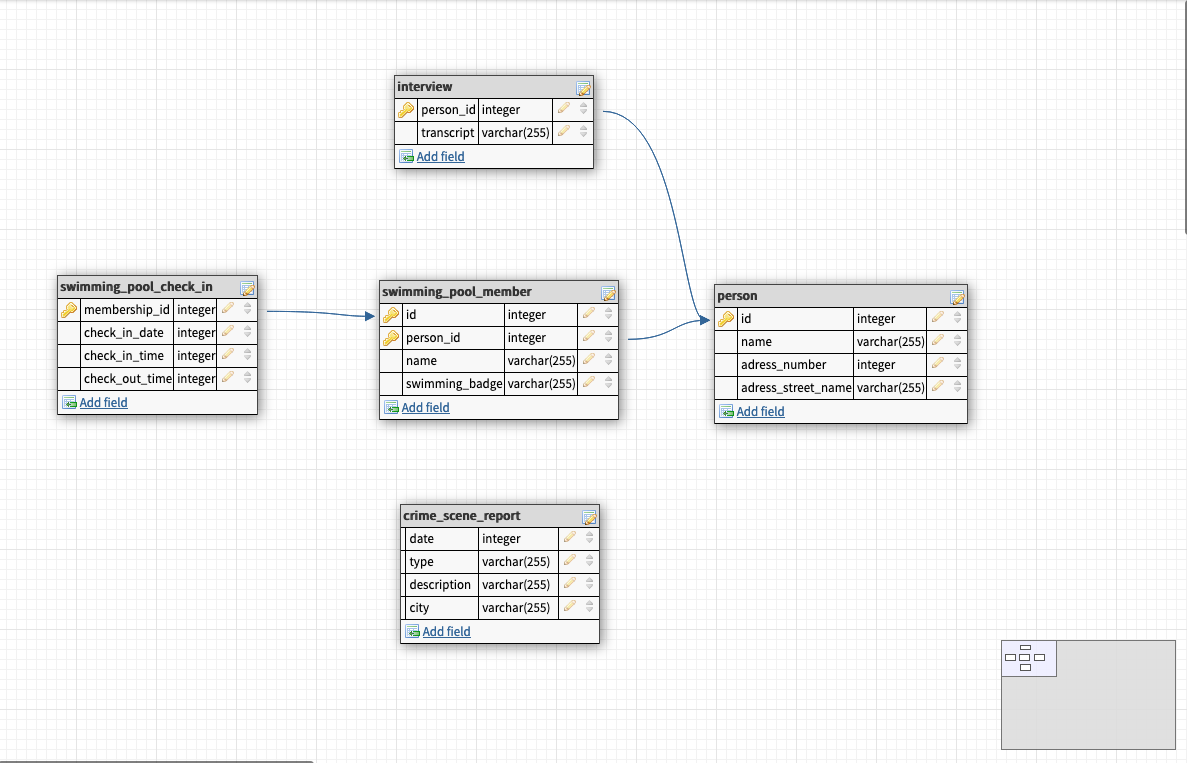 interview
person_id integer
transcript varchar(255)
Add field
swimming_pool_check_in
membership_id integer
check_in_date integer
check_in_time integer
check_out_time integer
Add field
swimming_pool_member
id integer
person_id integer
name varchar(255)
swimming_badge varchar(255)
Add field
person
id integer
name varchar(255)
adress_number integer
adress_street_name varchar(255)
Add field
crime_scene_report
date integer
type varchar(255)
description varchar(255)
city varchar(255)
Add field